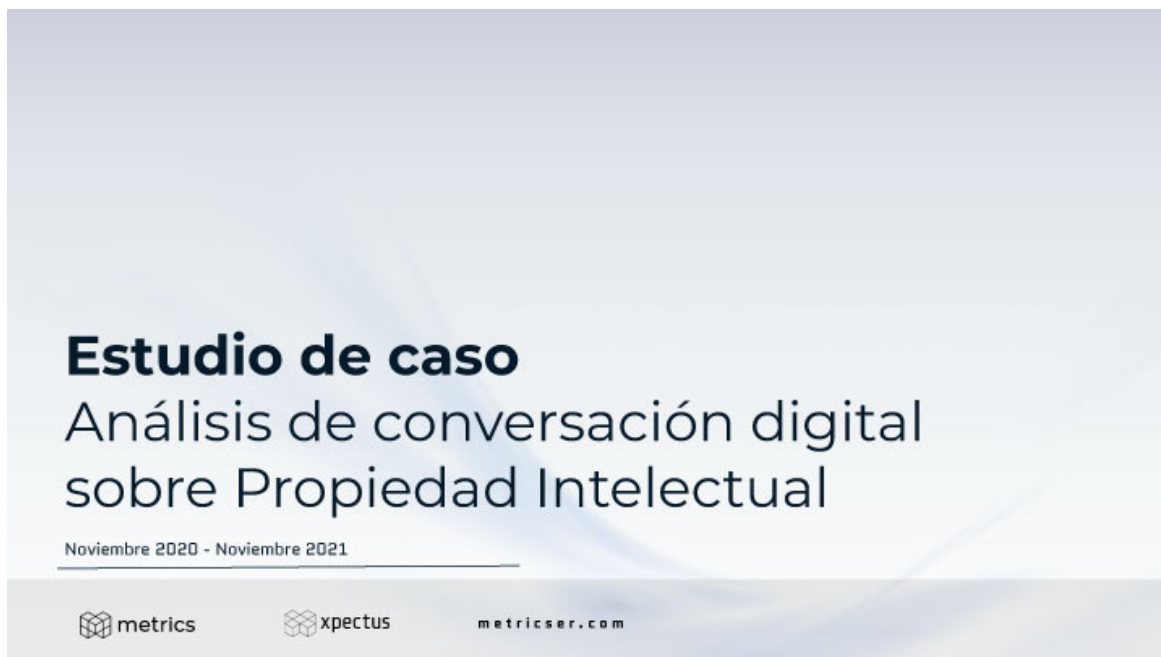 Estudio de caso
Análisis de conversación digital
sobre Propiedad Intelectual
Noviembre 2020 - Noviembre 2021
metrics
xpectus
metricser.com